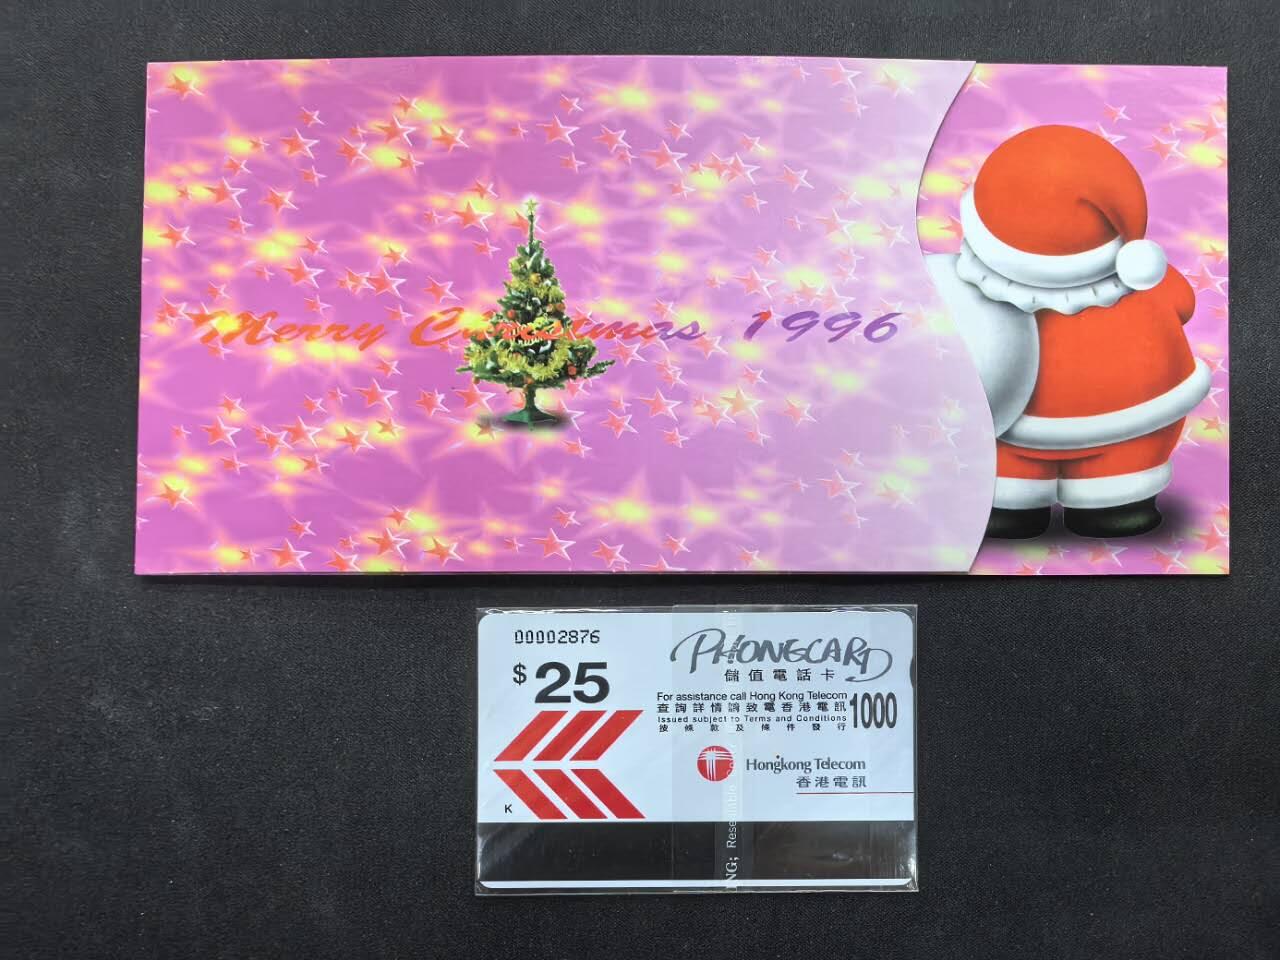 Merry Christmas 1996
00002876
$25
PHONECARD
儲值電話卡
For assistance call Hong Kong Telecom
查詢詳情請致電香港電訊
1000
Issued subject to Terms and Conditions
按條款及條件發行
Hongkong Telecom
香港電訊
K
NG; Resealable